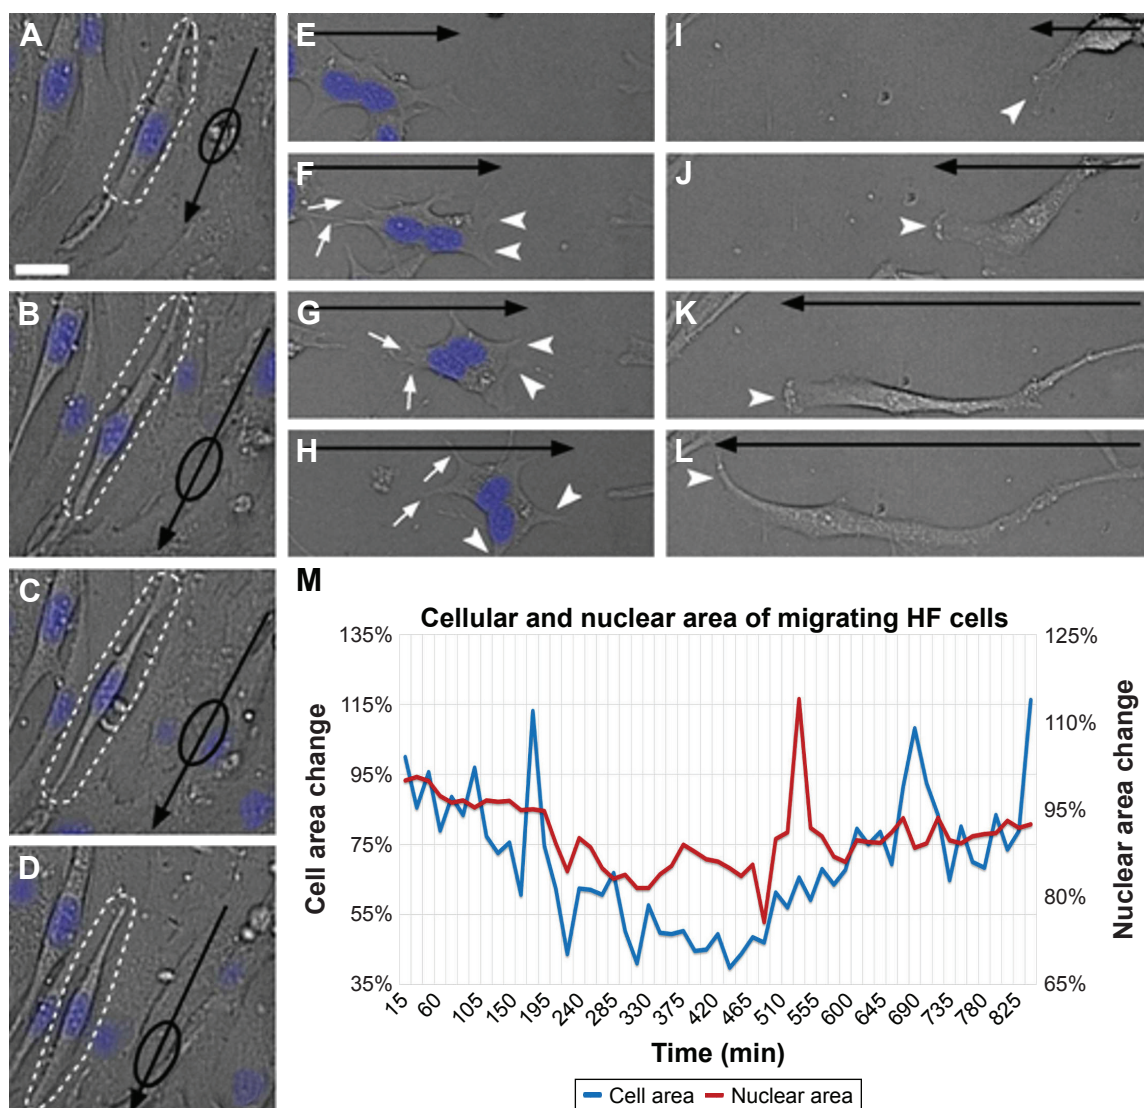 A
B
C
D
E
F
G
H
I
J
K
L
M
Cellular and nuclear area of migrating HF cells
135%
115%
95%
75%
55%
35%
Cell area change
125%
110%
95%
80%
65%
Nuclear area change
15 60 105 150 195 240 285 330 375 420 465 510 555 600 645 690 735 780 825
Time (min)
Cell area Nuclear area